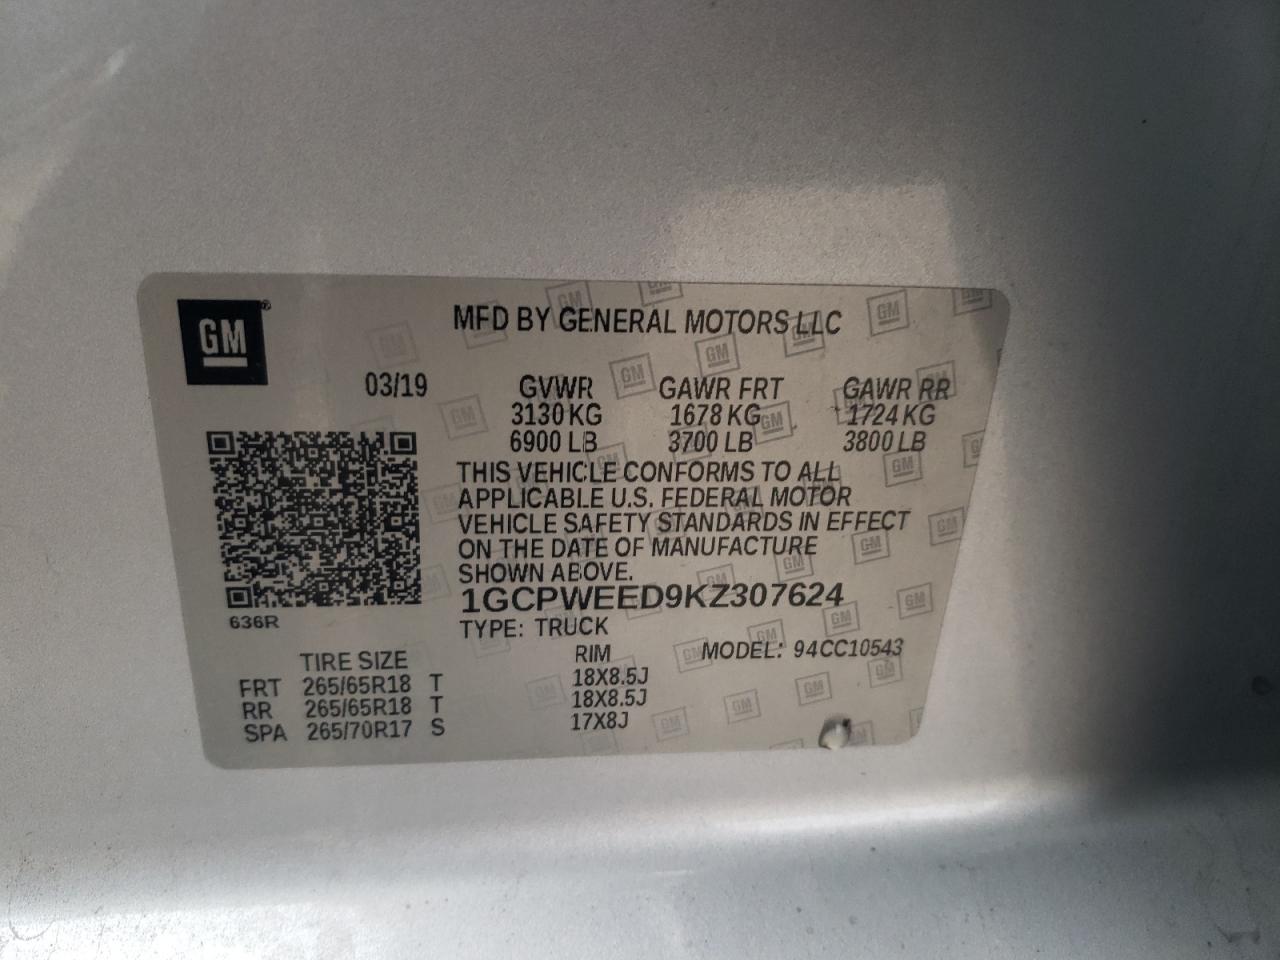 GM ®
MFD BY GENERAL MOTORS LLC
03/19 GVWR GAWR FRT GAWR RR
3130 KG 1678 KG 1724 KG
6900 LB 3700 LB 3800 LB
THIS VEHICLE CONFORMS TO ALL
APPLICABLE U.S. FEDERAL MOTOR
VEHICLE SAFETY STANDARDS IN EFFECT
ON THE DATE OF MANUFACTURE
SHOWN ABOVE.
1GCPWEED9KZ307624
636R
TYPE: TRUCK
TIRE SIZE RIM MODEL: 94CC10543
FRT 265/65R18 T 18X8.5J
RR 265/65R18 T 18X8.5J
SPA 265/70R17 S 17X8J